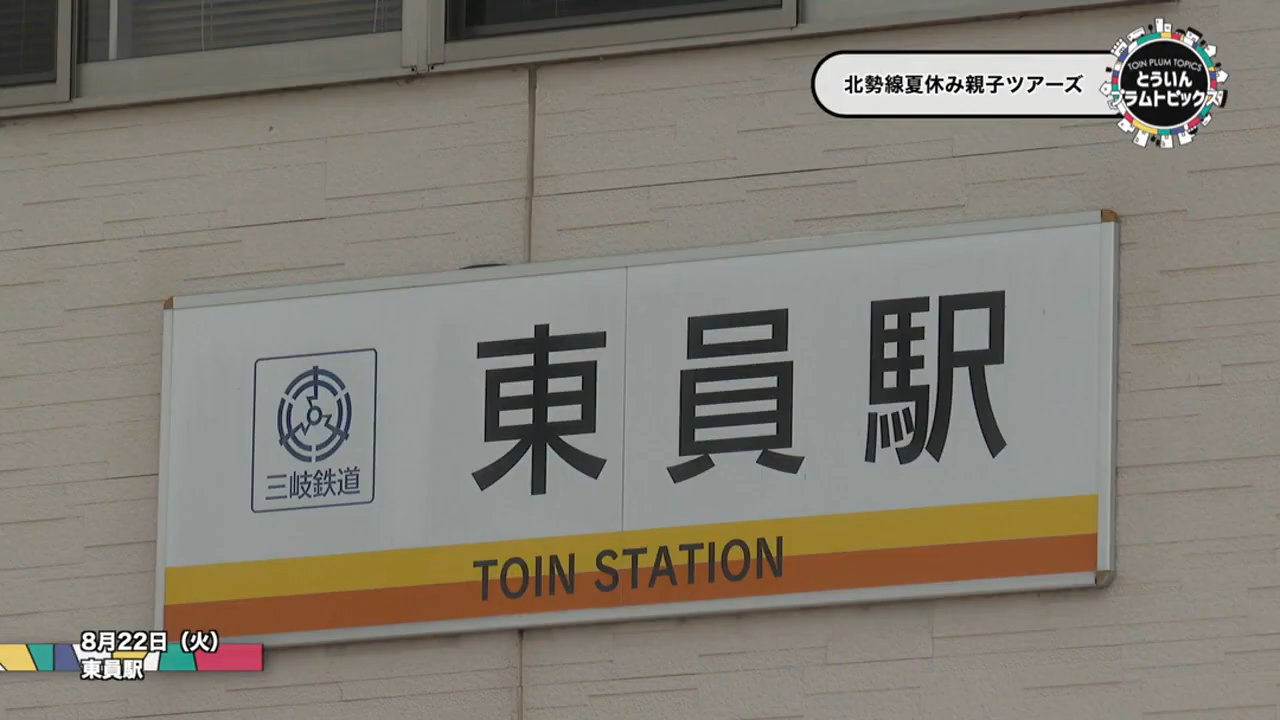 北勢線夏休み親子ツアーズ
TOIN PLUM TOPICS
とういん
プラムトピックス
東員駅
三岐鉄道
TOIN STATION
8月22日（火）
東員駅